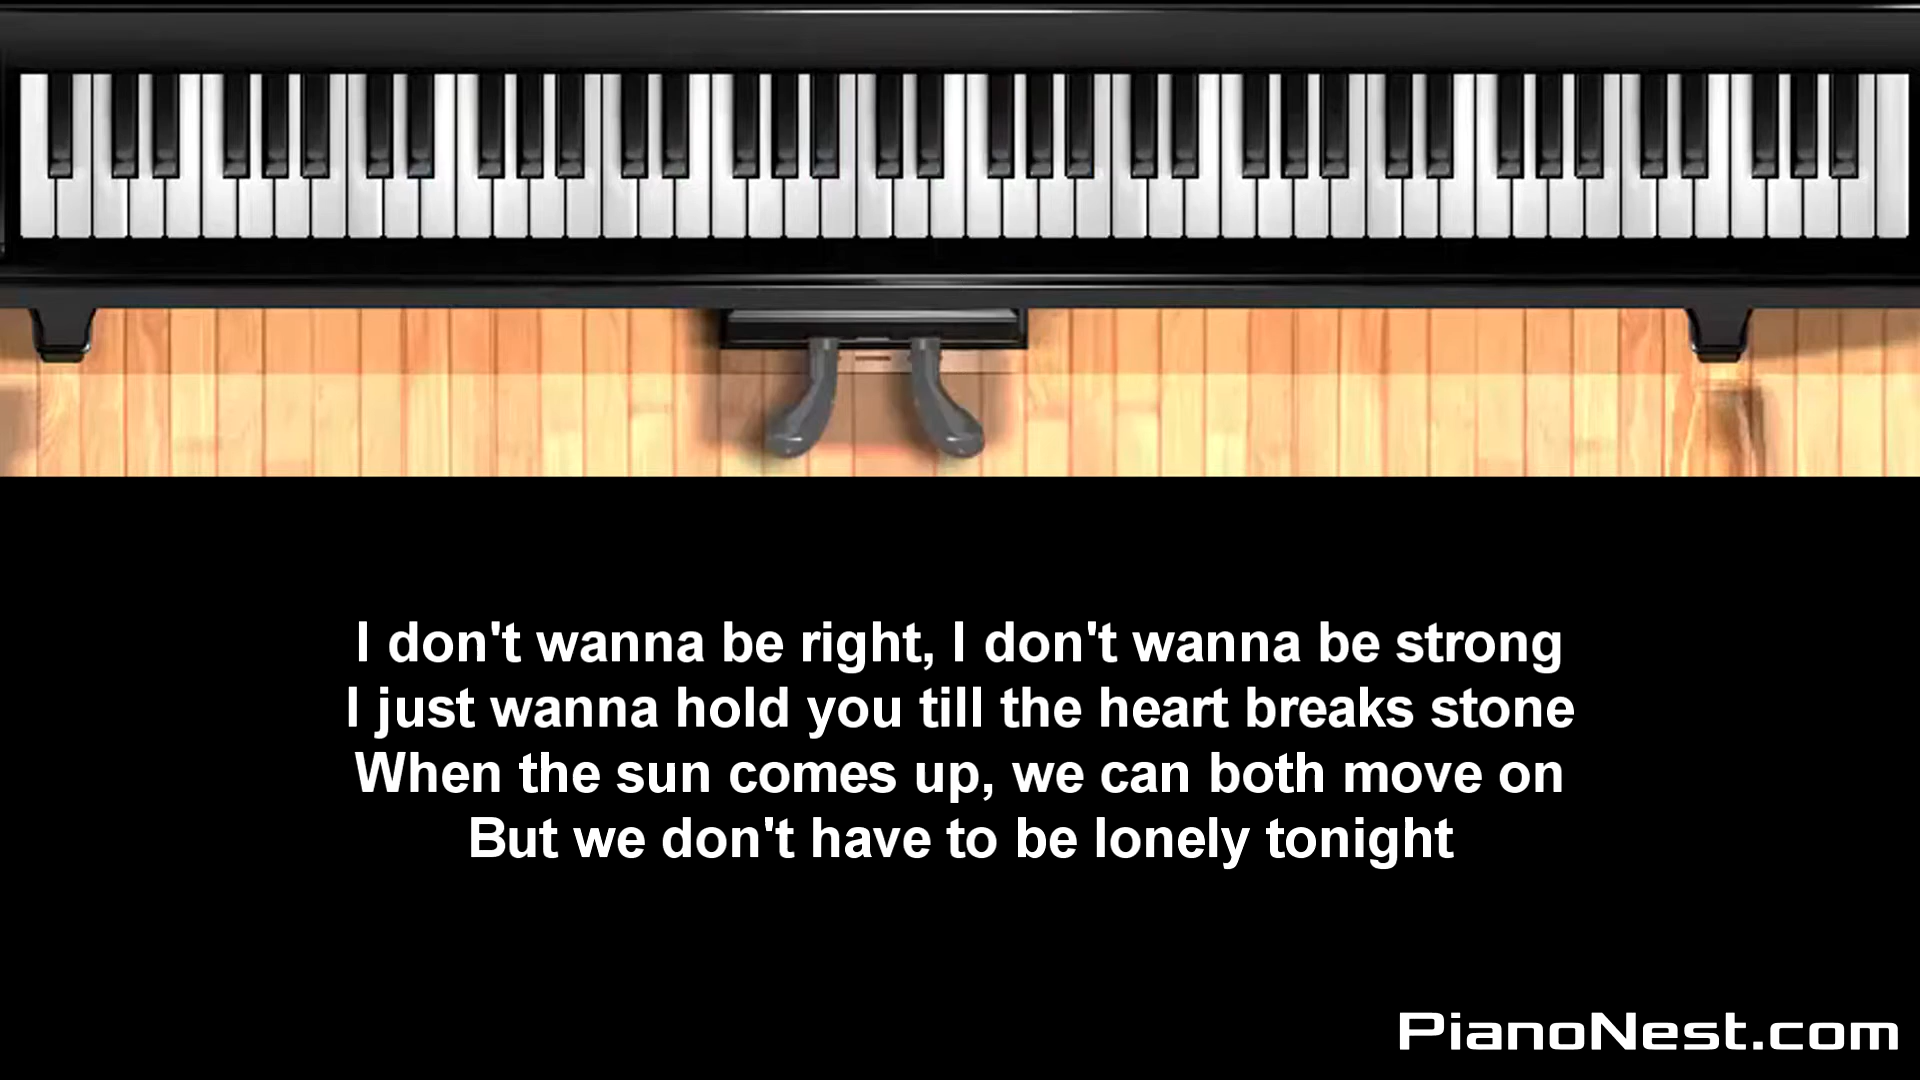 I don't wanna be right, I don't wanna be strong
I just wanna hold you till the heart breaks stone
When the sun comes up, we can both move on
But we don't have to be lonely tonight
PianoNest.com